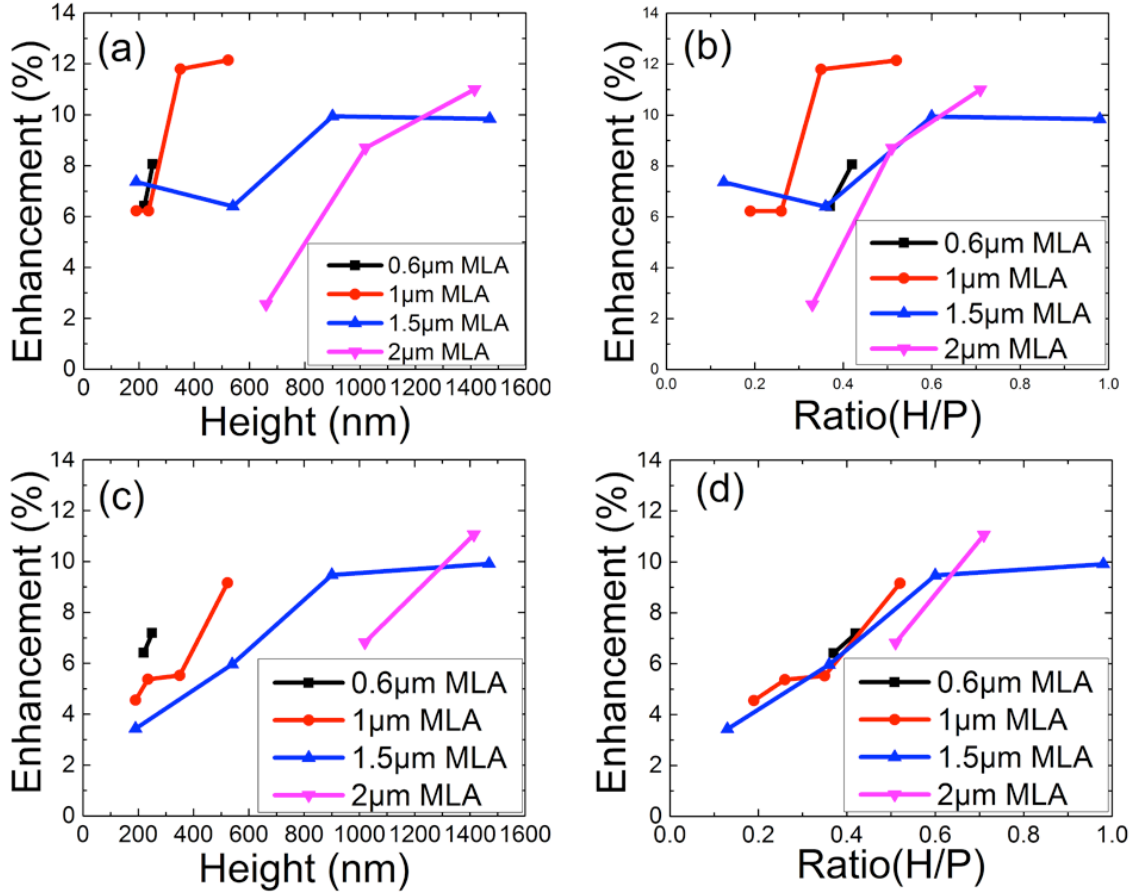 (a)
Enhancement (%)
14
12
10
8
6
4
2
0
0.6µm MLA
1µm MLA
1.5µm MLA
2µm MLA
0 200 400 600 800 1000 1200 1400 1600
Height (nm)
(b)
Enhancement (%)
14
12
10
8
6
4
2
0
0.6µm MLA
1µm MLA
1.5µm MLA
2µm MLA
0.0 0.2 0.4 0.6 0.8 1.0
Ratio(H/P)
(c)
Enhancement (%)
14
12
10
8
6
4
2
0
0.6µm MLA
1µm MLA
1.5µm MLA
2µm MLA
0 200 400 600 800 1000 1200 1400 1600
Height (nm)
(d)
Enhancement (%)
14
12
10
8
6
4
2
0
0.6µm MLA
1µm MLA
1.5µm MLA
2µm MLA
0.0 0.2 0.4 0.6 0.8 1.0
Ratio(H/P)